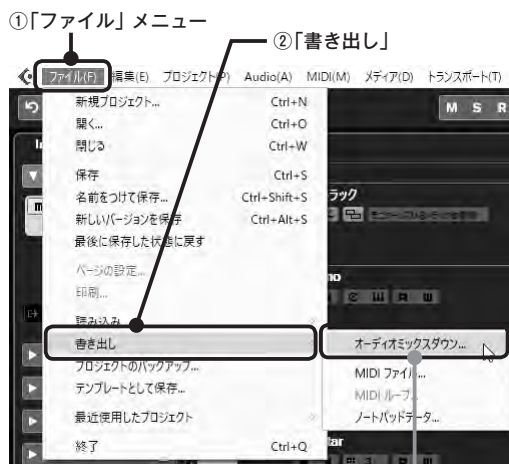 ①「ファイル」メニュー
②「書き出し」
ファイル(F) 編集(E) プロジェクト(P) Audio(A) MIDI(M) メディア(D) トランスポート(T)
新規プロジェクト... Ctrl+N
M S R
開く... Ctrl+O
閉じる Ctrl+W
保存 Ctrl+S
名前をつけて保存... Ctrl+Shift+S
ラック
新しいバージョンを保存 Ctrl+Alt+S
最後に保存した状態に戻す
ページの設定...
印刷...
読み込み
書き出し
オーディオミックスダウン...
プロジェクトのバックアップ...
MIDI ファイル...
テンプレートとして保存...
MIDI ループ...
最近使用したプロジェクト
ノートパッドデータ...
終了 Ctrl+Q